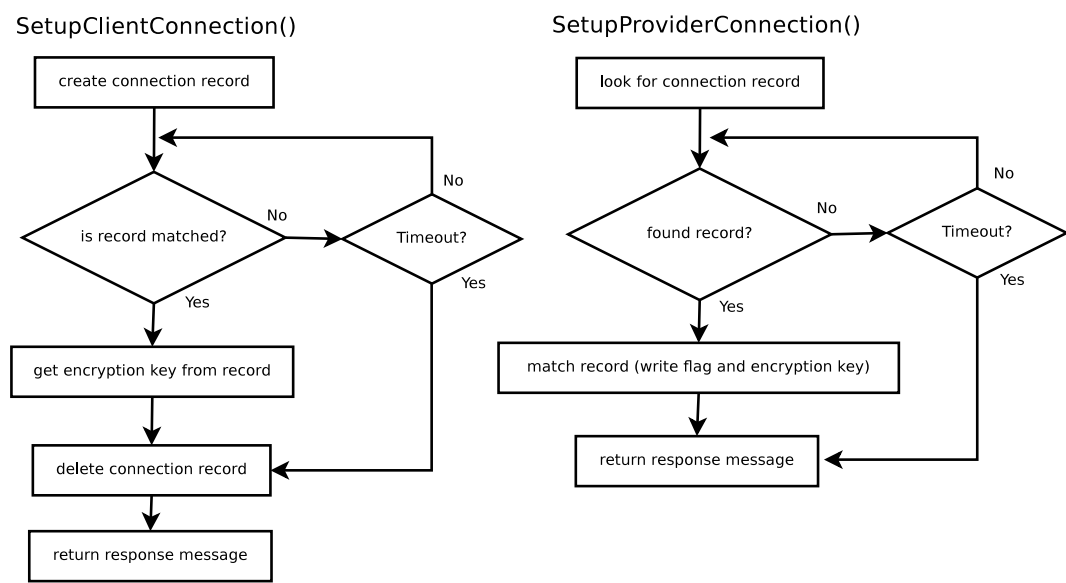 SetupClientConnection()
create connection record
is record matched?
No
Timeout?
No
Yes
Yes
get encryption key from record
delete connection record
return response message
SetupProviderConnection()
look for connection record
found record?
No
Timeout?
No
Yes
Yes
match record (write flag and encryption key)
return response message